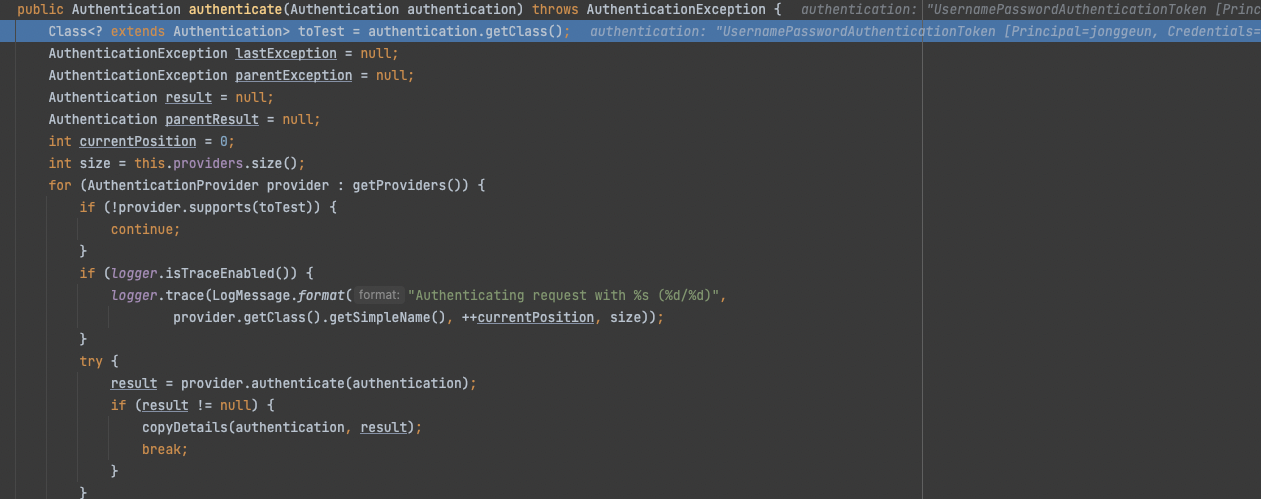 public Authentication authenticate(Authentication authentication) throws AuthenticationException {  authentication: "UsernamePasswordAuthenticationToken [Princ
Class<? extends Authentication> toTest = authentication.getClass();  authentication: "UsernamePasswordAuthenticationToken [Principal=jonggeun, Credentials=
AuthenticationException lastException = null;
AuthenticationException parentException = null;
Authentication result = null;
Authentication parentResult = null;
int currentPosition = 0;
int size = this.providers.size();
for (AuthenticationProvider provider : getProviders()) {
if (!provider.supports(toTest)) {
continue;
}
if (logger.isTraceEnabled()) {
logger.trace(LogMessage.format( format: "Authenticating request with %s (%d/%d)",
provider.getClass().getSimpleName(), ++currentPosition, size));
}
try {
result = provider.authenticate(authentication);
if (result != null) {
copyDetails(authentication, result);
break;
}
}